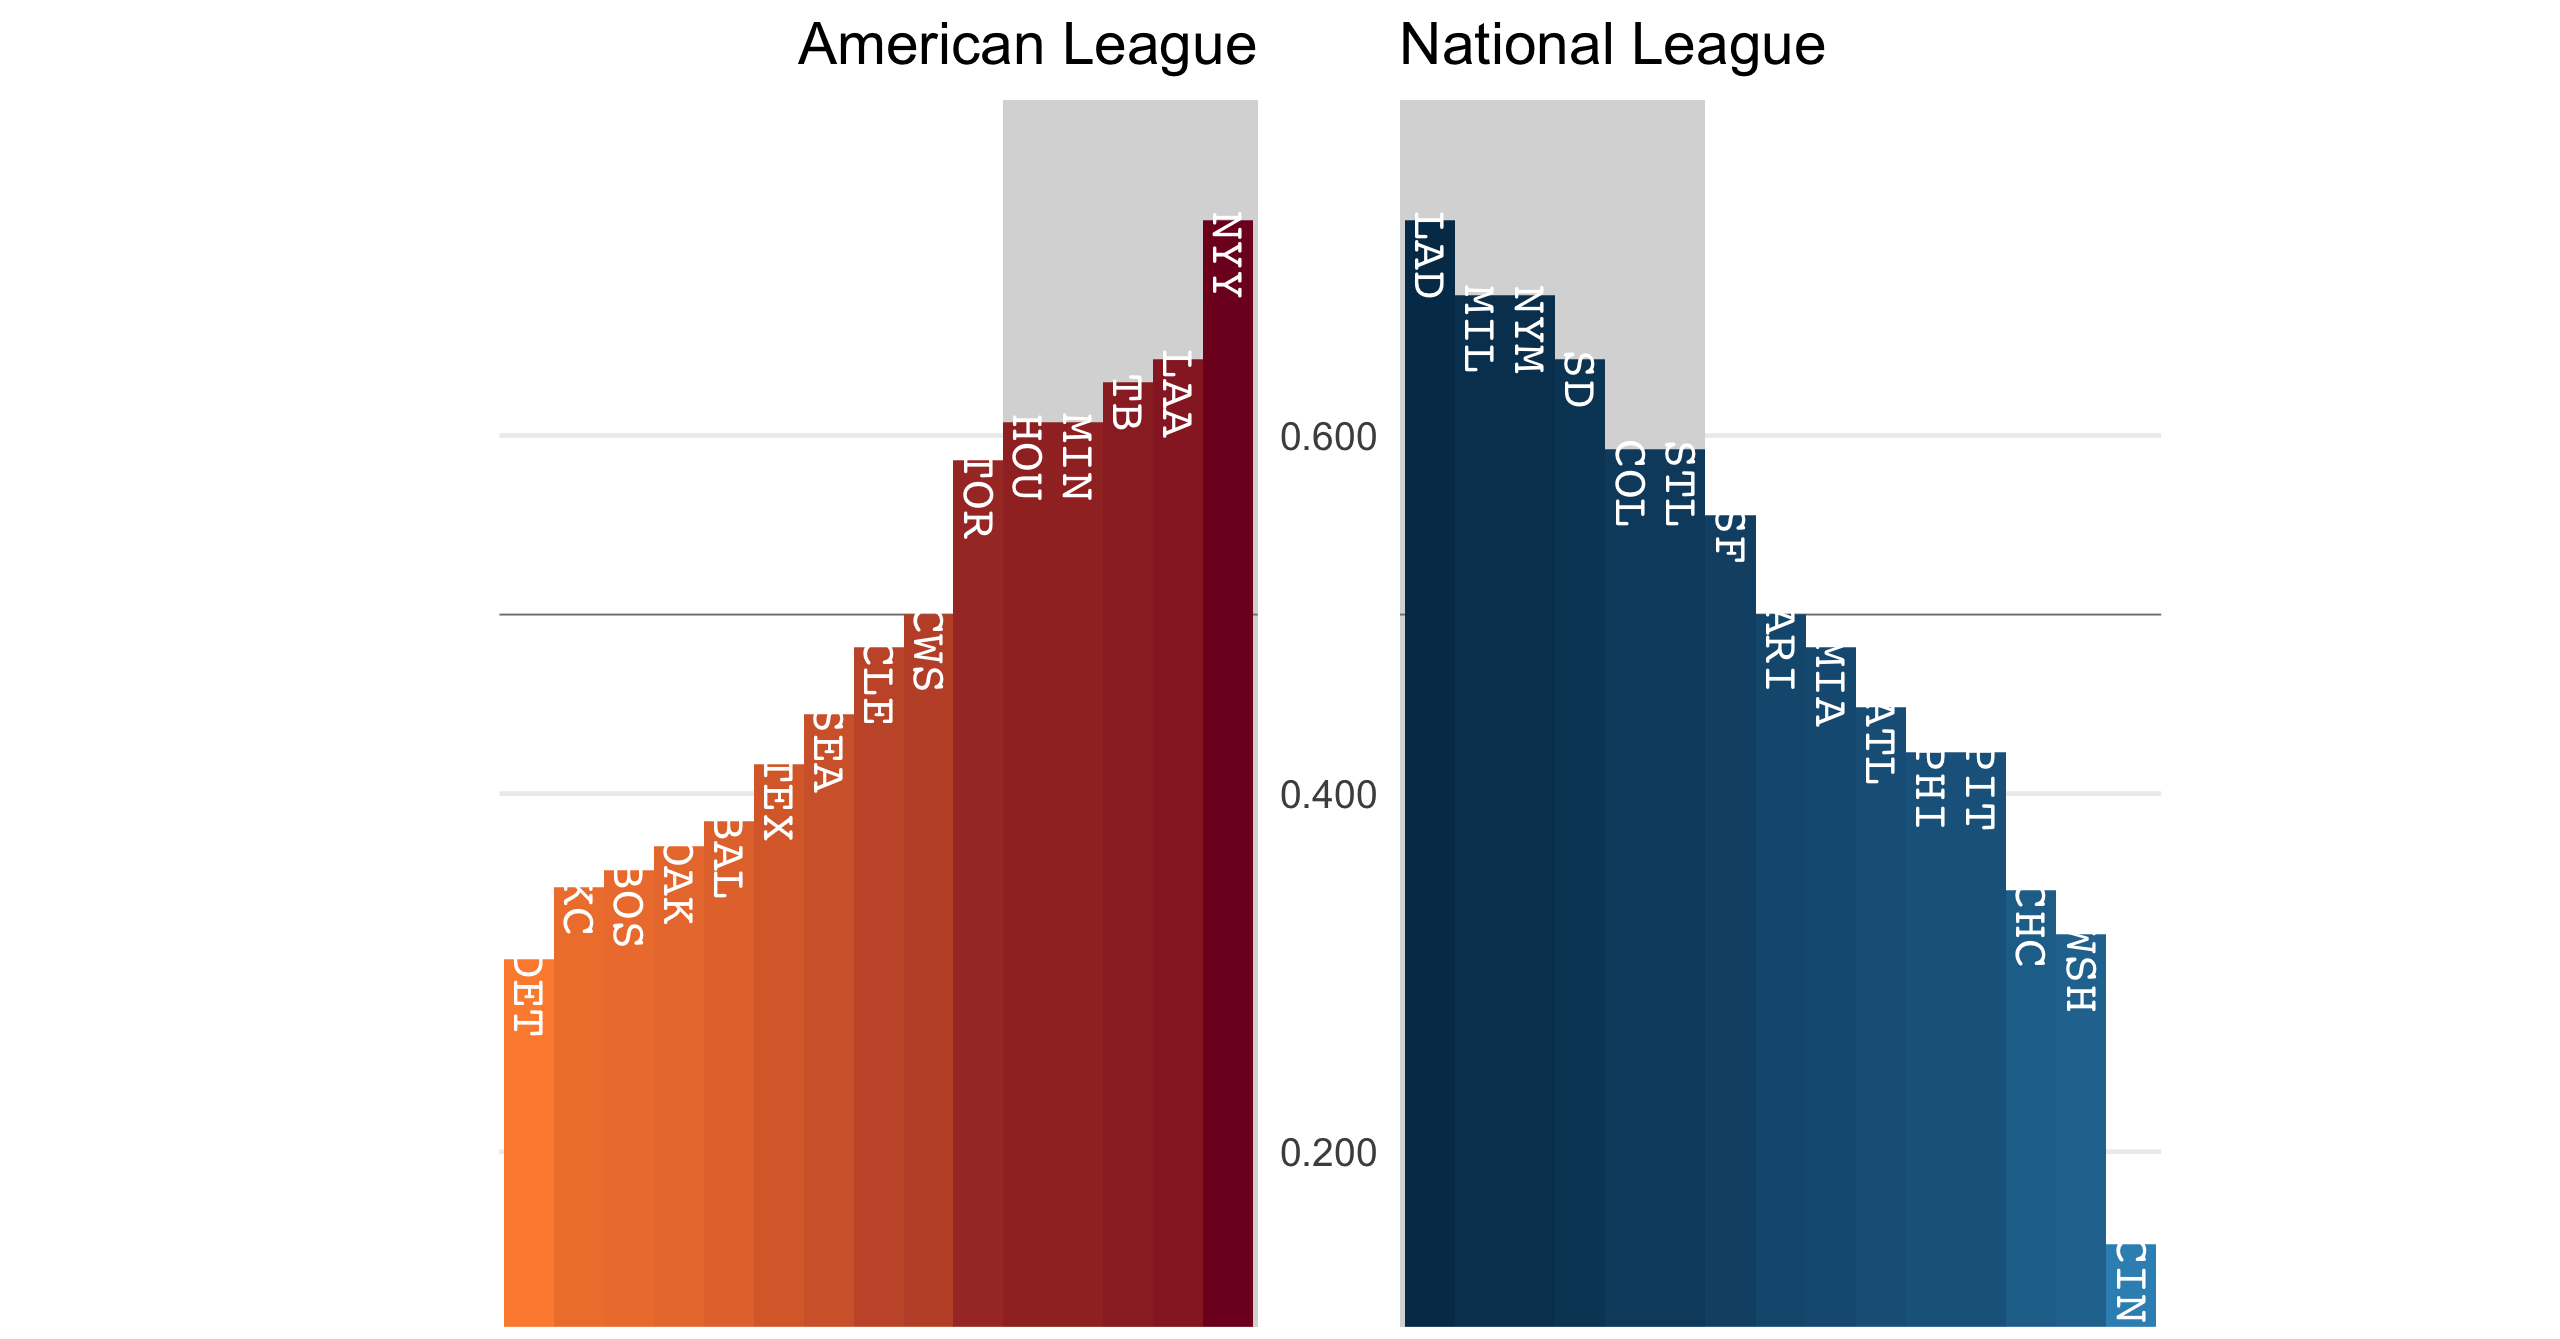 American League
National League
NYY
LAA
TB
MIN
HOU
TOR
CWS
CLE
SEA
TEX
BAL
OAK
BOS
KC
DET
0.600
0.400
0.200
LAD
MIL
NYM
SD
COL
STL
SF
ARI
MIA
ATL
PHI
PIT
CHC
WSH
CIN